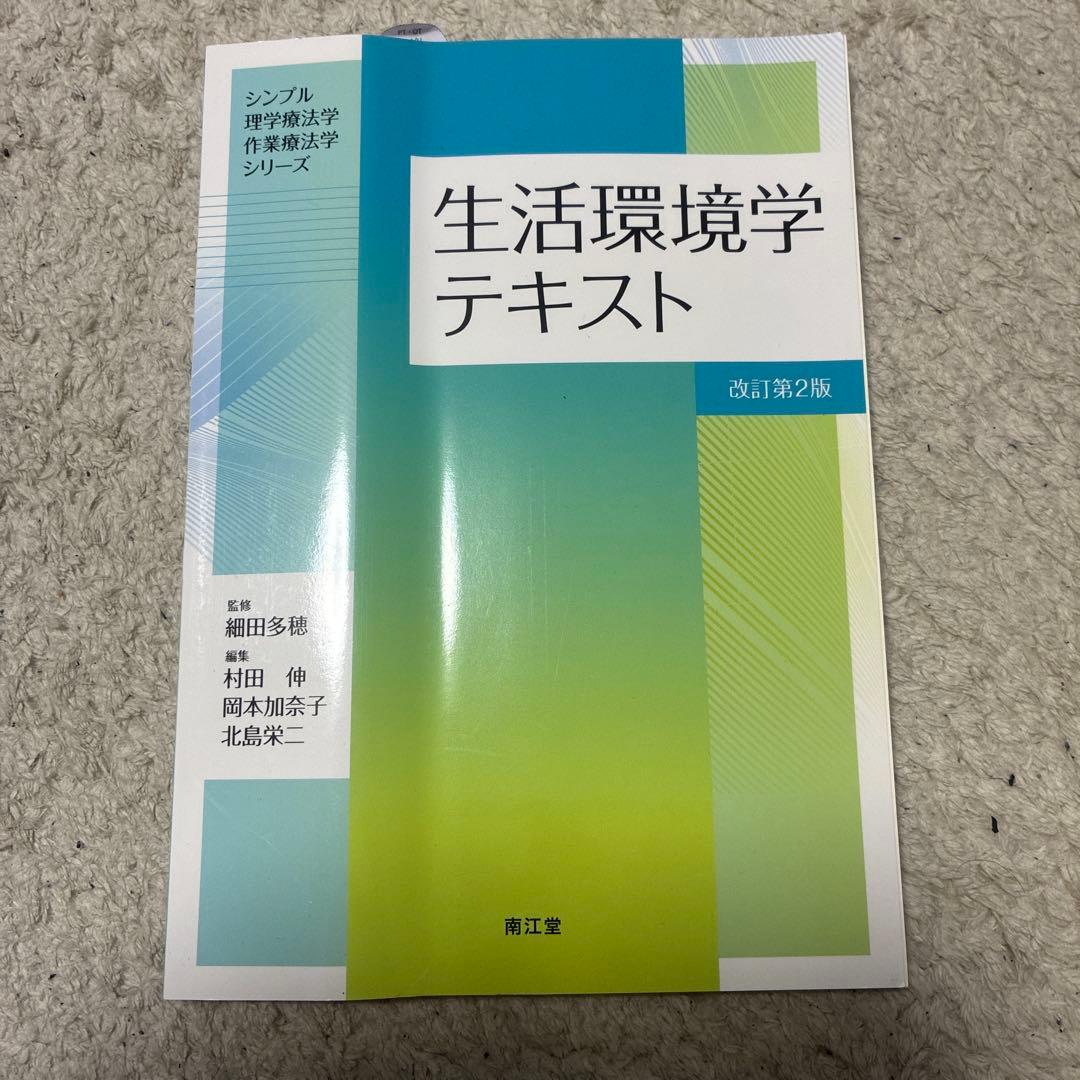 シンプル
理学療法学
作業療法学
シリーズ
生活環境学
テキスト
改訂第2版
監修
細田多穂
編集
村田 伸
岡本加奈子
北島栄二
南江堂